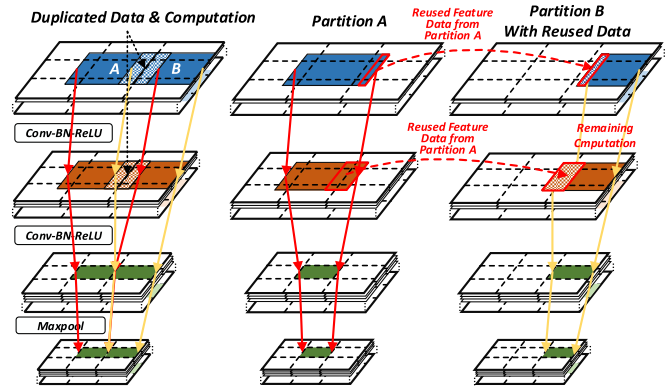 Duplicated Data & Computation
Partition A
Partition B
With Reused Data
A
B
Reused Feature
Data from
Partition A
Conv-BN-ReLU
Reused Feature
Data from
Partition A
Remaining
Cmputation
Conv-BN-ReLU
Maxpool